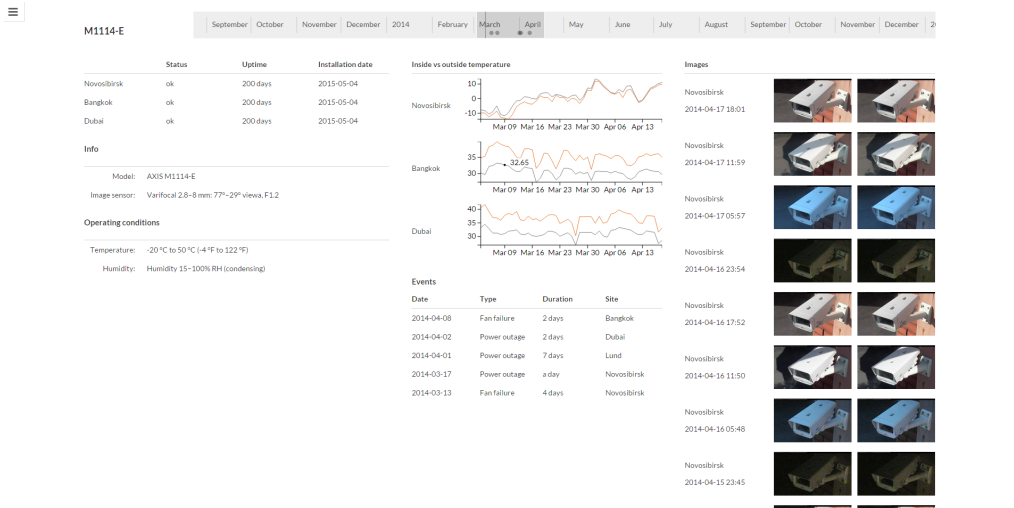 M1114-E
September October November December 2014 February March April May June July August September October November December
Status Uptime Installation date
Novosibirsk ok 200 days 2015-05-04
Bangkok ok 200 days 2015-05-04
Dubai ok 200 days 2015-05-04
Info
Model: AXIS M1114-E
Image sensor: Varifocal 2.8–8 mm: 77°–29° viewa, F1.2
Operating conditions
Temperature: -20 °C to 50 °C (-4 °F to 122 °F)
Humidity: Humidity 15–100% RH (condensing)
Inside vs outside temperature
Novosibirsk
10
0
-10
Mar 09 Mar 16 Mar 23 Mar 30 Apr 06 Apr 13
Bangkok
35
30
32.65
Mar 09 Mar 16 Mar 23 Mar 30 Apr 06 Apr 13
Dubai
40
35
30
Mar 09 Mar 16 Mar 23 Mar 30 Apr 06 Apr 13
Events
Date Type Duration Site
2014-04-08 Fan failure 2 days Bangkok
2014-04-02 Power outage 2 days Dubai
2014-04-01 Power outage 7 days Lund
2014-03-17 Power outage a day Novosibirsk
2014-03-13 Fan failure 4 days Novosibirsk
Images
Novosibirsk
2014-04-17 18:01
Novosibirsk
2014-04-17 11:59
Novosibirsk
2014-04-17 05:57
Novosibirsk
2014-04-16 23:54
Novosibirsk
2014-04-16 17:52
Novosibirsk
2014-04-16 11:50
Novosibirsk
2014-04-16 05:48
Novosibirsk
2014-04-15 23:45